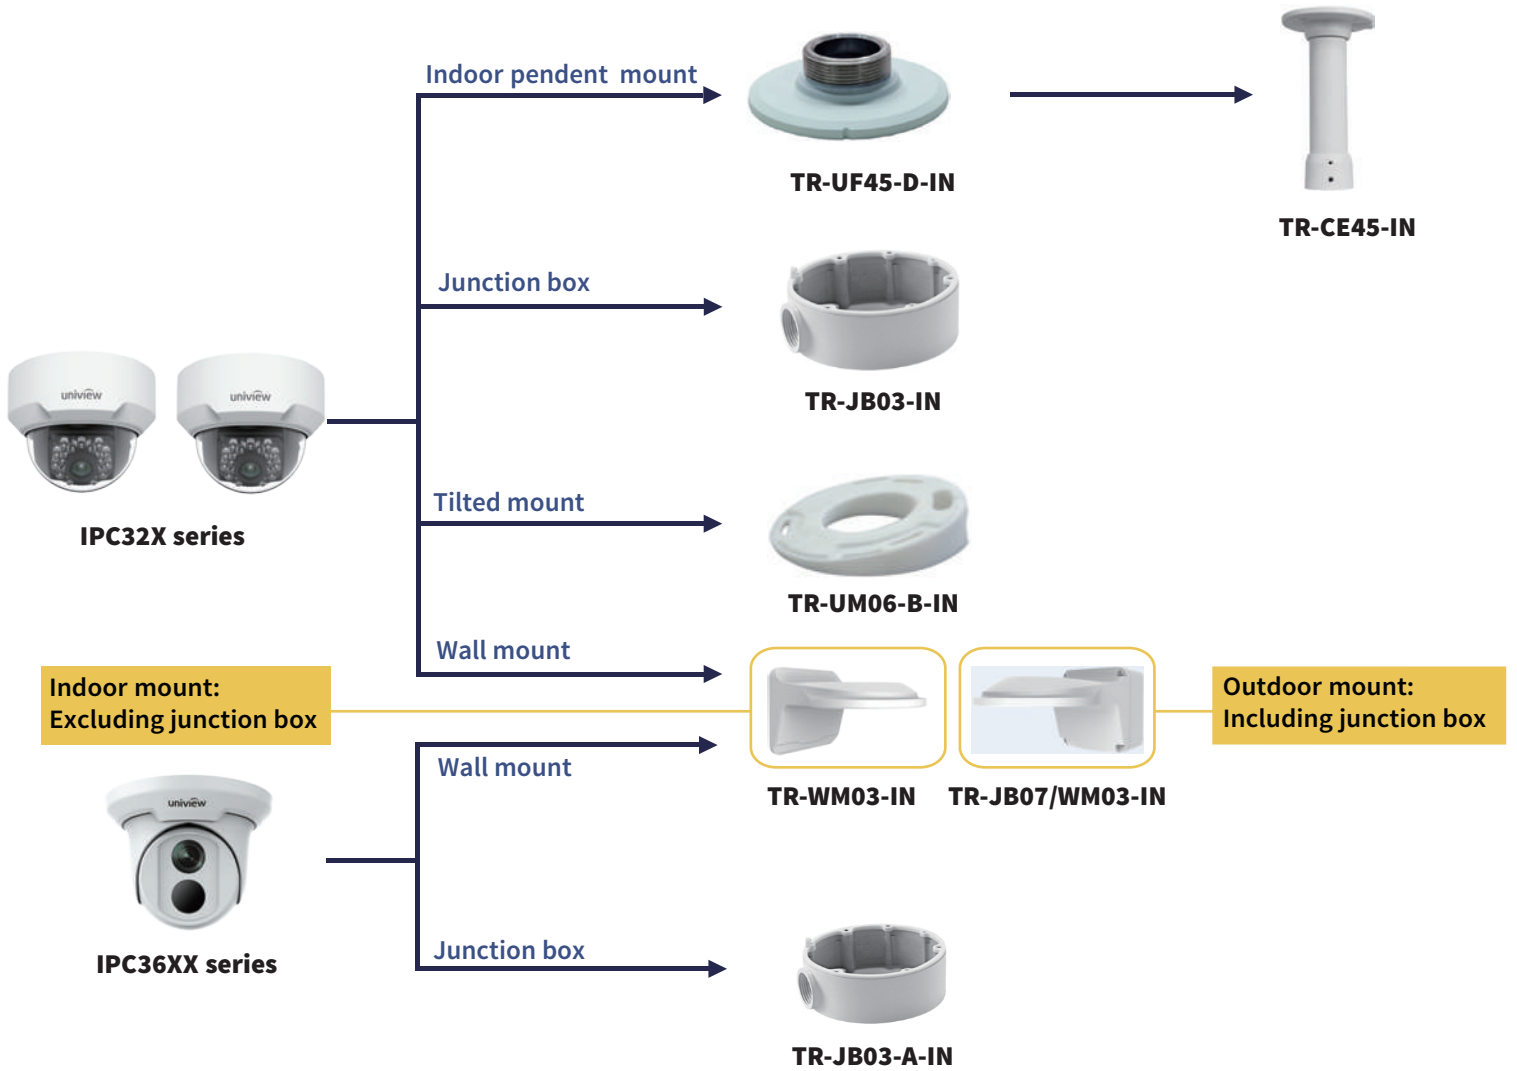 Indoor pendent mount
TR-UF45-D-IN
TR-CE45-IN
Junction box
TR-JB03-IN
uniview
uniview
IPC32X series
Tilted mount
TR-UM06-B-IN
Wall mount
Indoor mount:
Excluding junction box
Outdoor mount:
Including junction box
Wall mount
TR-WM03-IN
TR-JB07/WM03-IN
uniview
IPC36XX series
Junction box
TR-JB03-A-IN